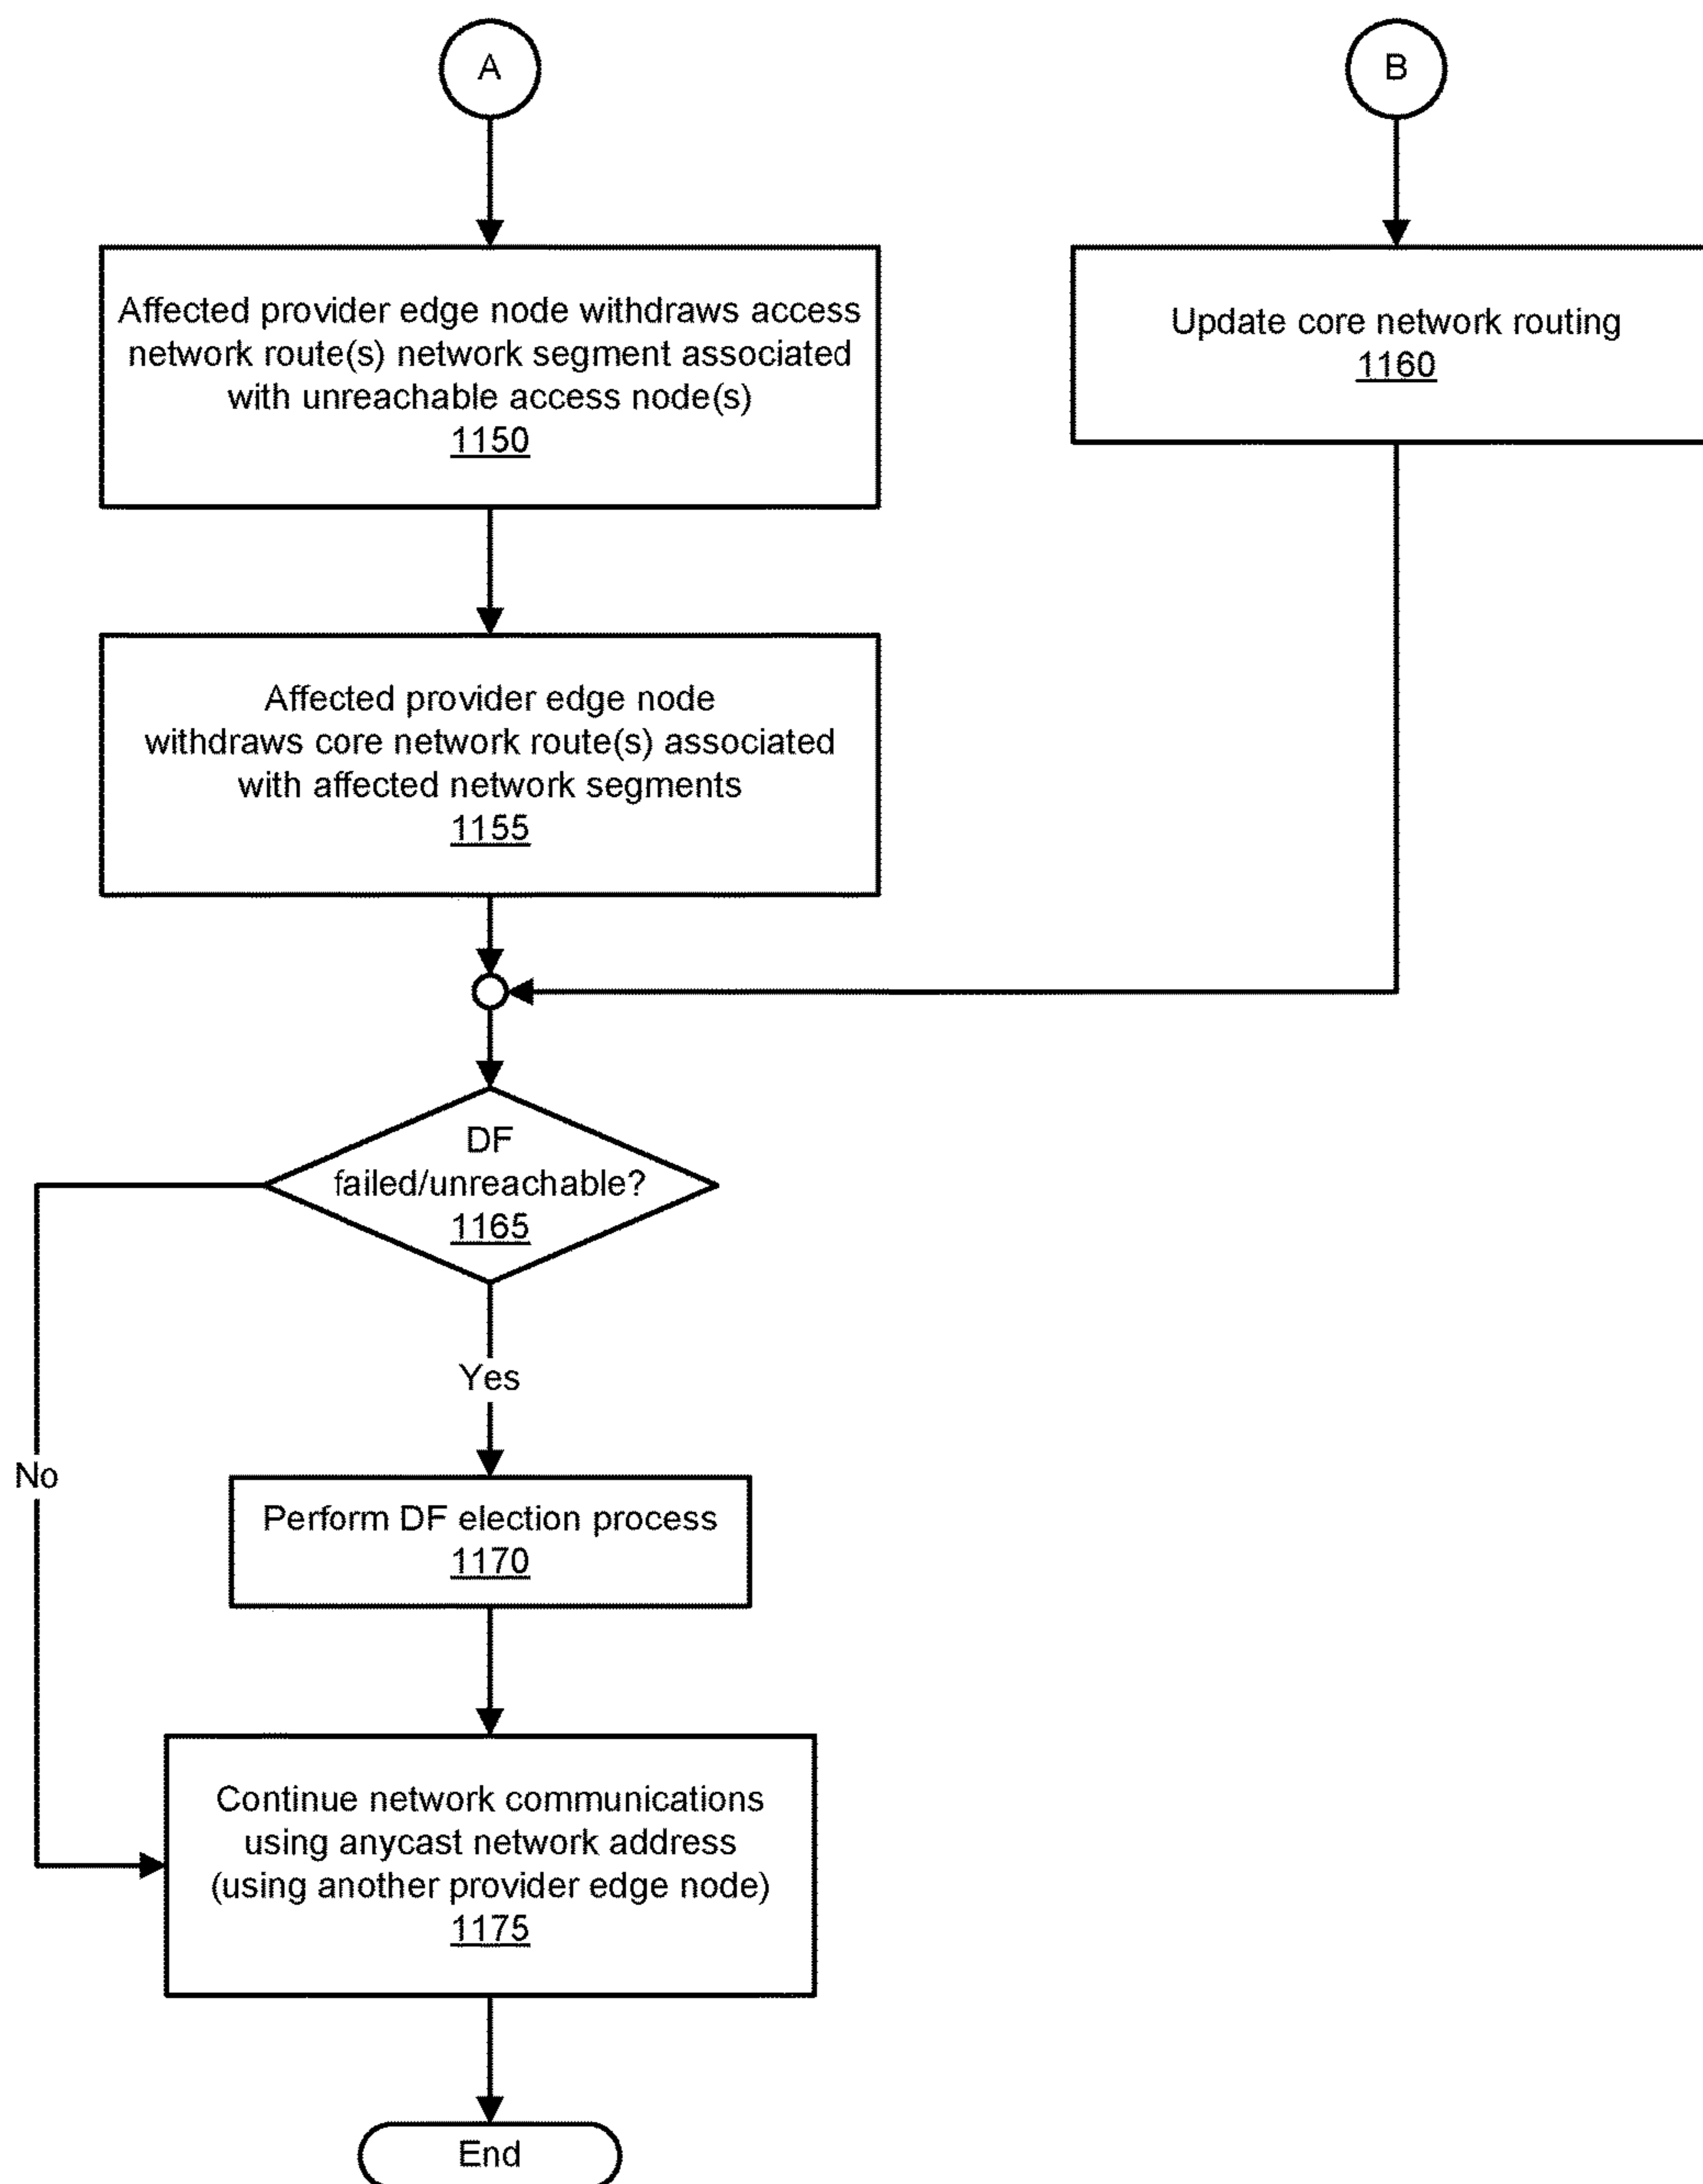 A
B
Affected provider edge node withdraws access
network route(s) network segment associated
with unreachable access node(s)
1150
Update core network routing
1160
Affected provider edge node
withdraws core network route(s) associated
with affected network segments
1155
DF
failed/unreachable?
1165
Yes
No
Perform DF election process
1170
Continue network communications
using anycast network address
(using another provider edge node)
1175
End